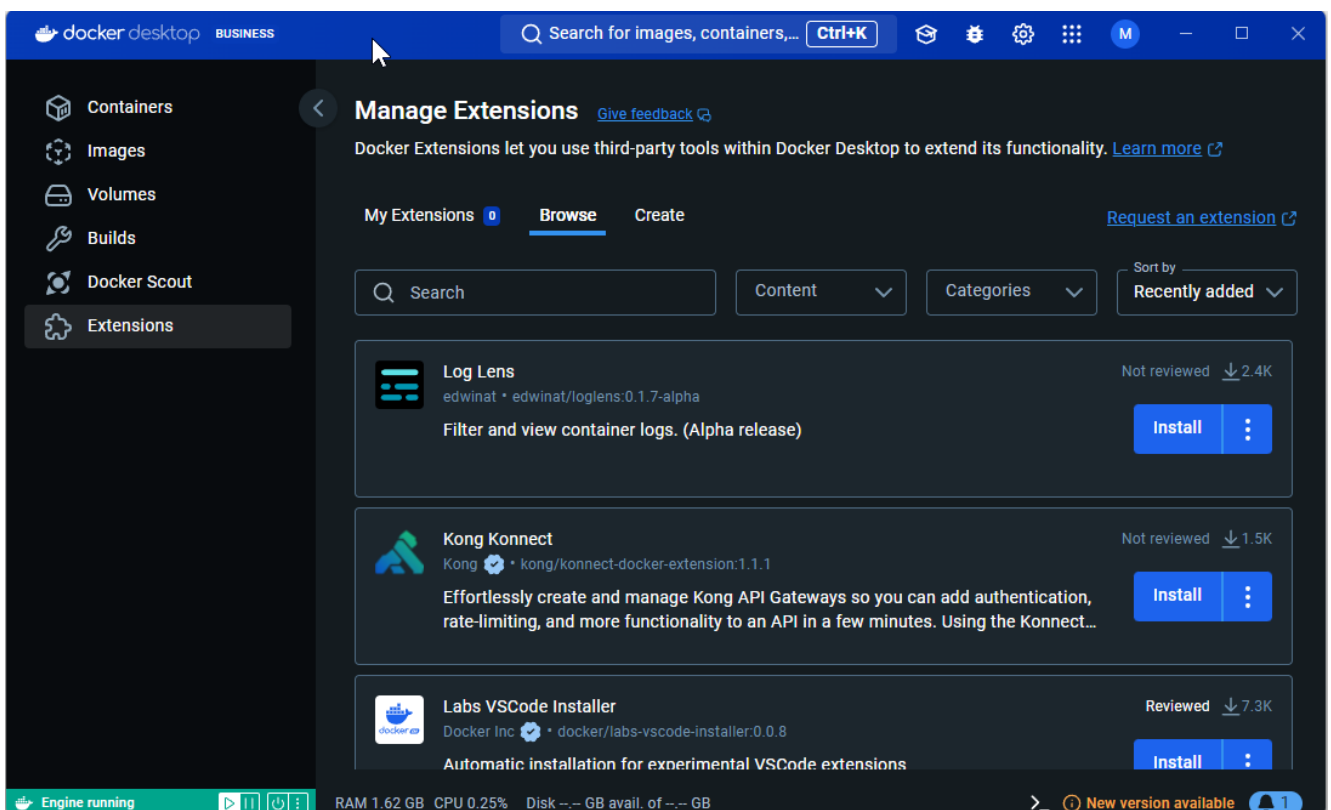 docker desktop BUSINESS
Search for images, containers,... Ctrl+K
M
Containers
Images
Volumes
Builds
Docker Scout
Extensions
Manage Extensions Give feedback
Docker Extensions let you use third-party tools within Docker Desktop to extend its functionality. Learn more
My Extensions 0 Browse Create
Request an extension
Search
Content
Categories
Sort by
Recently added
Log Lens
Not reviewed 2.4K
edwinat • edwinat/loglens:0.1.7-alpha
Filter and view container logs. (Alpha release)
Install
Kong Konnect
Not reviewed 1.5K
Kong • kong/konnect-docker-extension:1.1.1
Effortlessly create and manage Kong API Gateways so you can add authentication,
rate-limiting, and more functionality to an API in a few minutes. Using the Konnect...
Install
Labs VSCode Installer
Reviewed 7.3K
docker
Docker Inc • docker/labs-vscode-installer:0.0.8
Automatic installation for experimental VSCode extensions
Install
Engine running
RAM 1.62 GB CPU 0.25% Disk --.-- GB avail. of --.-- GB
>_ New version available 1